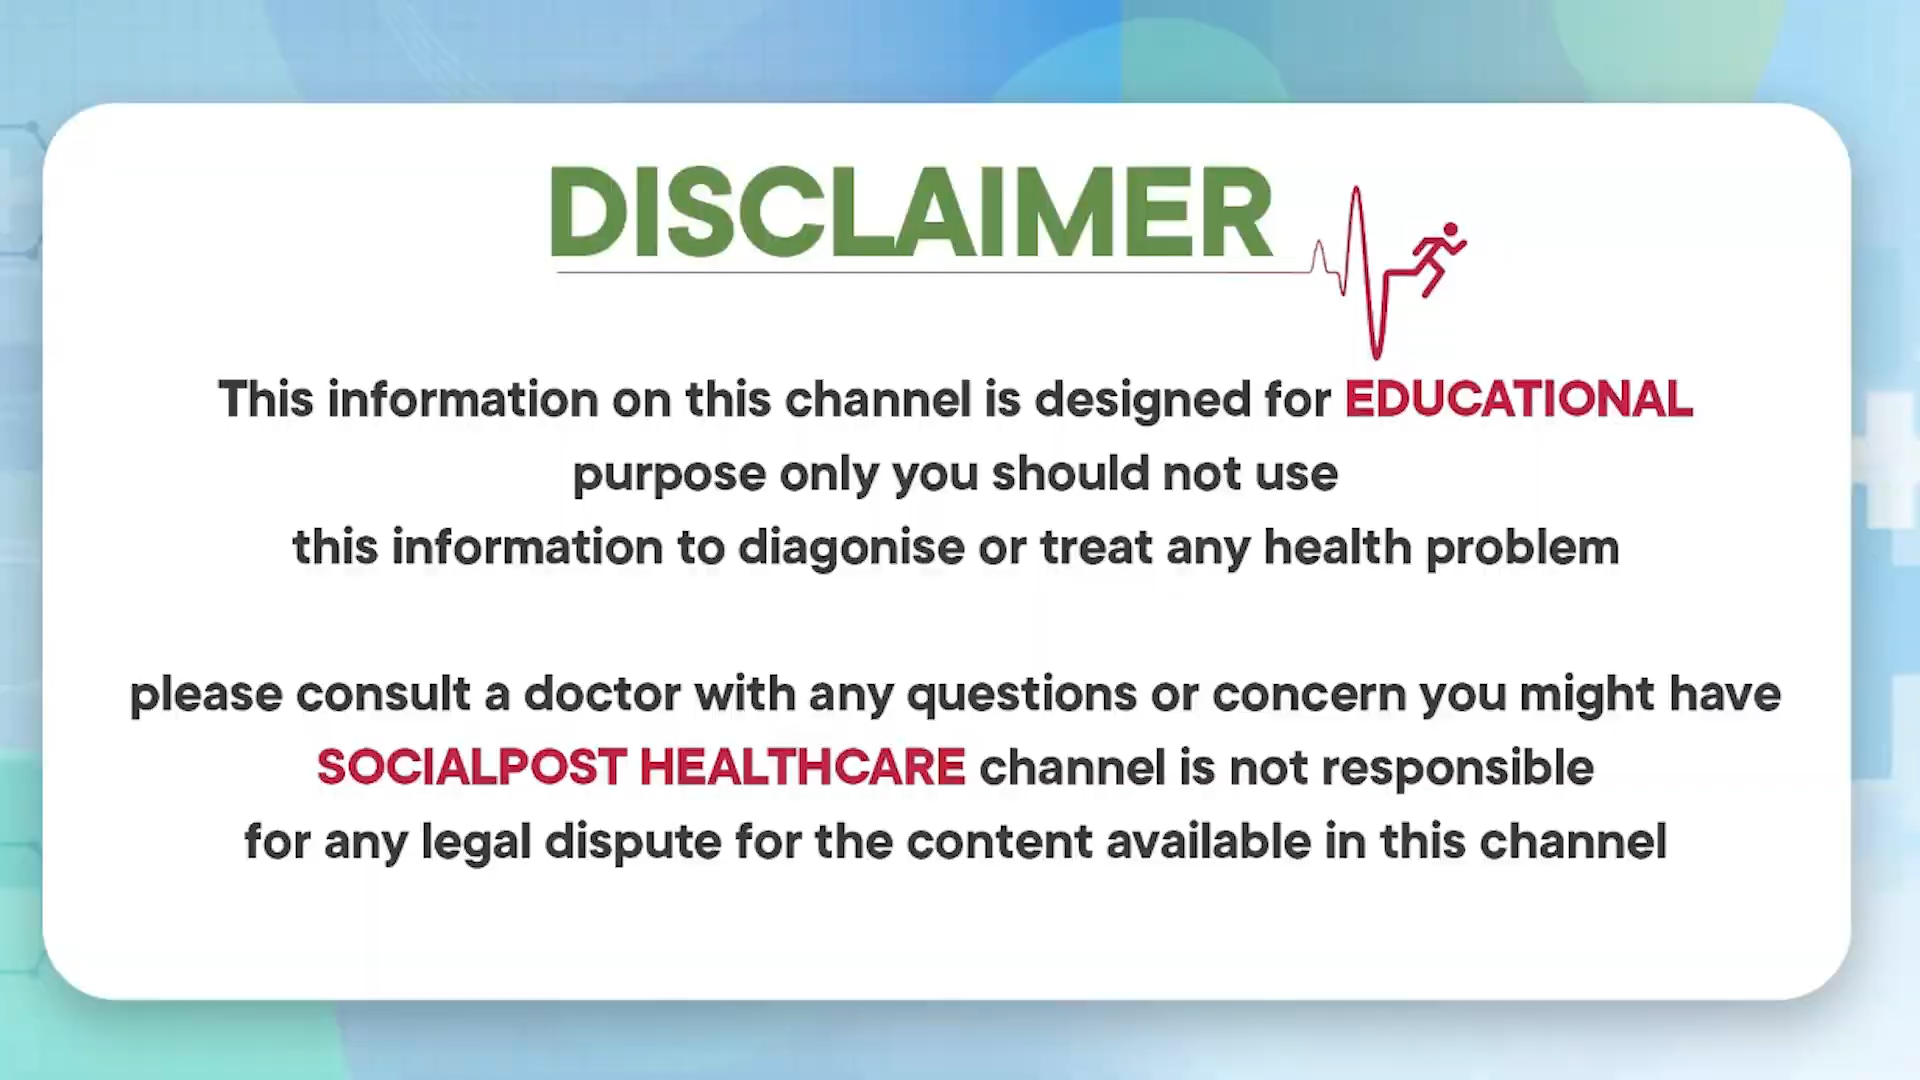 DISCLAIMER
This information on this channel is designed for EDUCATIONAL
purpose only you should not use
this information to diagonise or treat any health problem
please consult a doctor with any questions or concern you might have
SOCIALPOST HEALTHCARE channel is not responsible
for any legal dispute for the content available in this channel